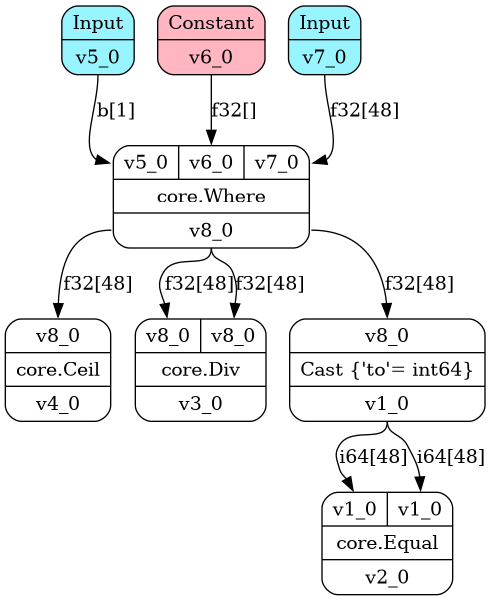 Input
v5_0
Constant
v6_0
Input
v7_0
b[1]
f32[]
f32[48]
v5_0 v6_0 v7_0
core.Where
v8_0
f32[48]
f32[48]
f32[48]
f32[48]
v8_0
core.Ceil
v4_0
v8_0 v8_0
core.Div
v3_0
v8_0
Cast {'to'= int64}
v1_0
i64[48]
i64[48]
v1_0 v1_0
core.Equal
v2_0